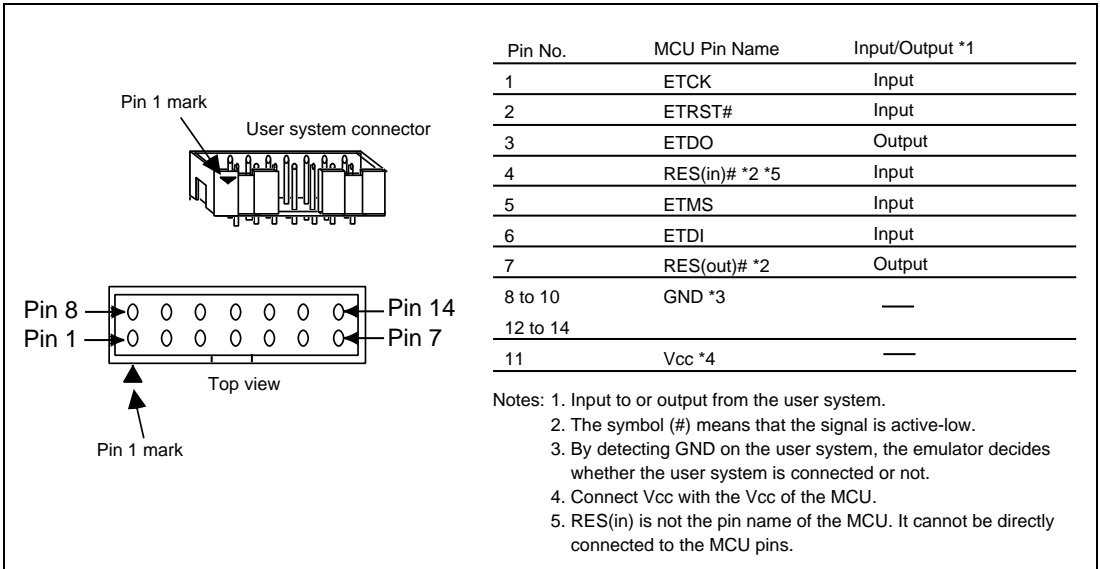 Pin 1 mark
User system connector
Pin 8
Pin 14
Pin 1
Pin 7
Top view
Pin 1 mark
Pin No. MCU Pin Name Input/Output *1
1 ETCK Input
2 ETRST# Input
3 ETDO Output
4 RES(in)# *2 *5 Input
5 ETMS Input
6 ETDI Input
7 RES(out)# *2 Output
8 to 10 GND *3 —
12 to 14
11 Vcc *4 —
Notes: 1. Input to or output from the user system.
2. The symbol (#) means that the signal is active-low.
3. By detecting GND on the user system, the emulator decides
whether the user system is connected or not.
4. Connect Vcc with the Vcc of the MCU.
5. RES(in) is not the pin name of the MCU. It cannot be directly
connected to the MCU pins.